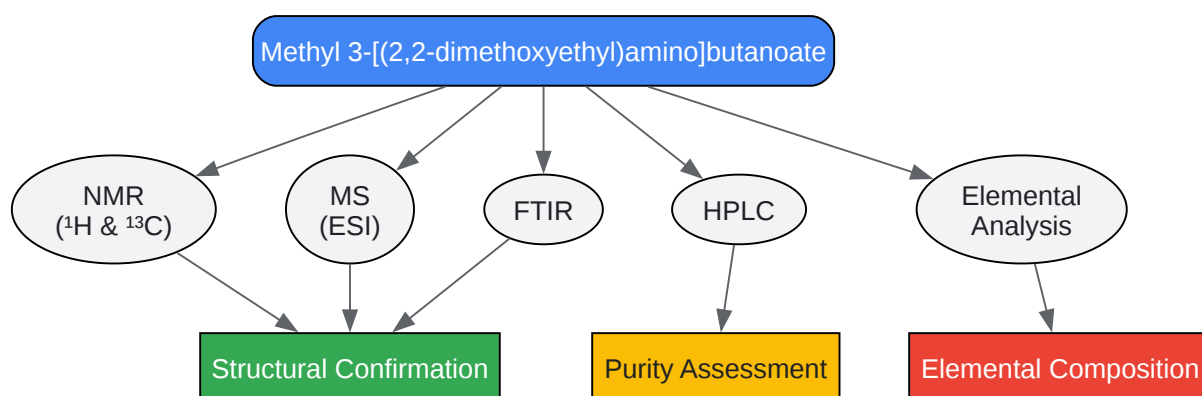 Methyl 3-[(2,2-dimethoxyethyl)amino]butanoate
NMR
(¹H & ¹³C)
MS
(ESI)
FTIR
HPLC
Elemental
Analysis
Structural Confirmation
Purity Assessment
Elemental Composition